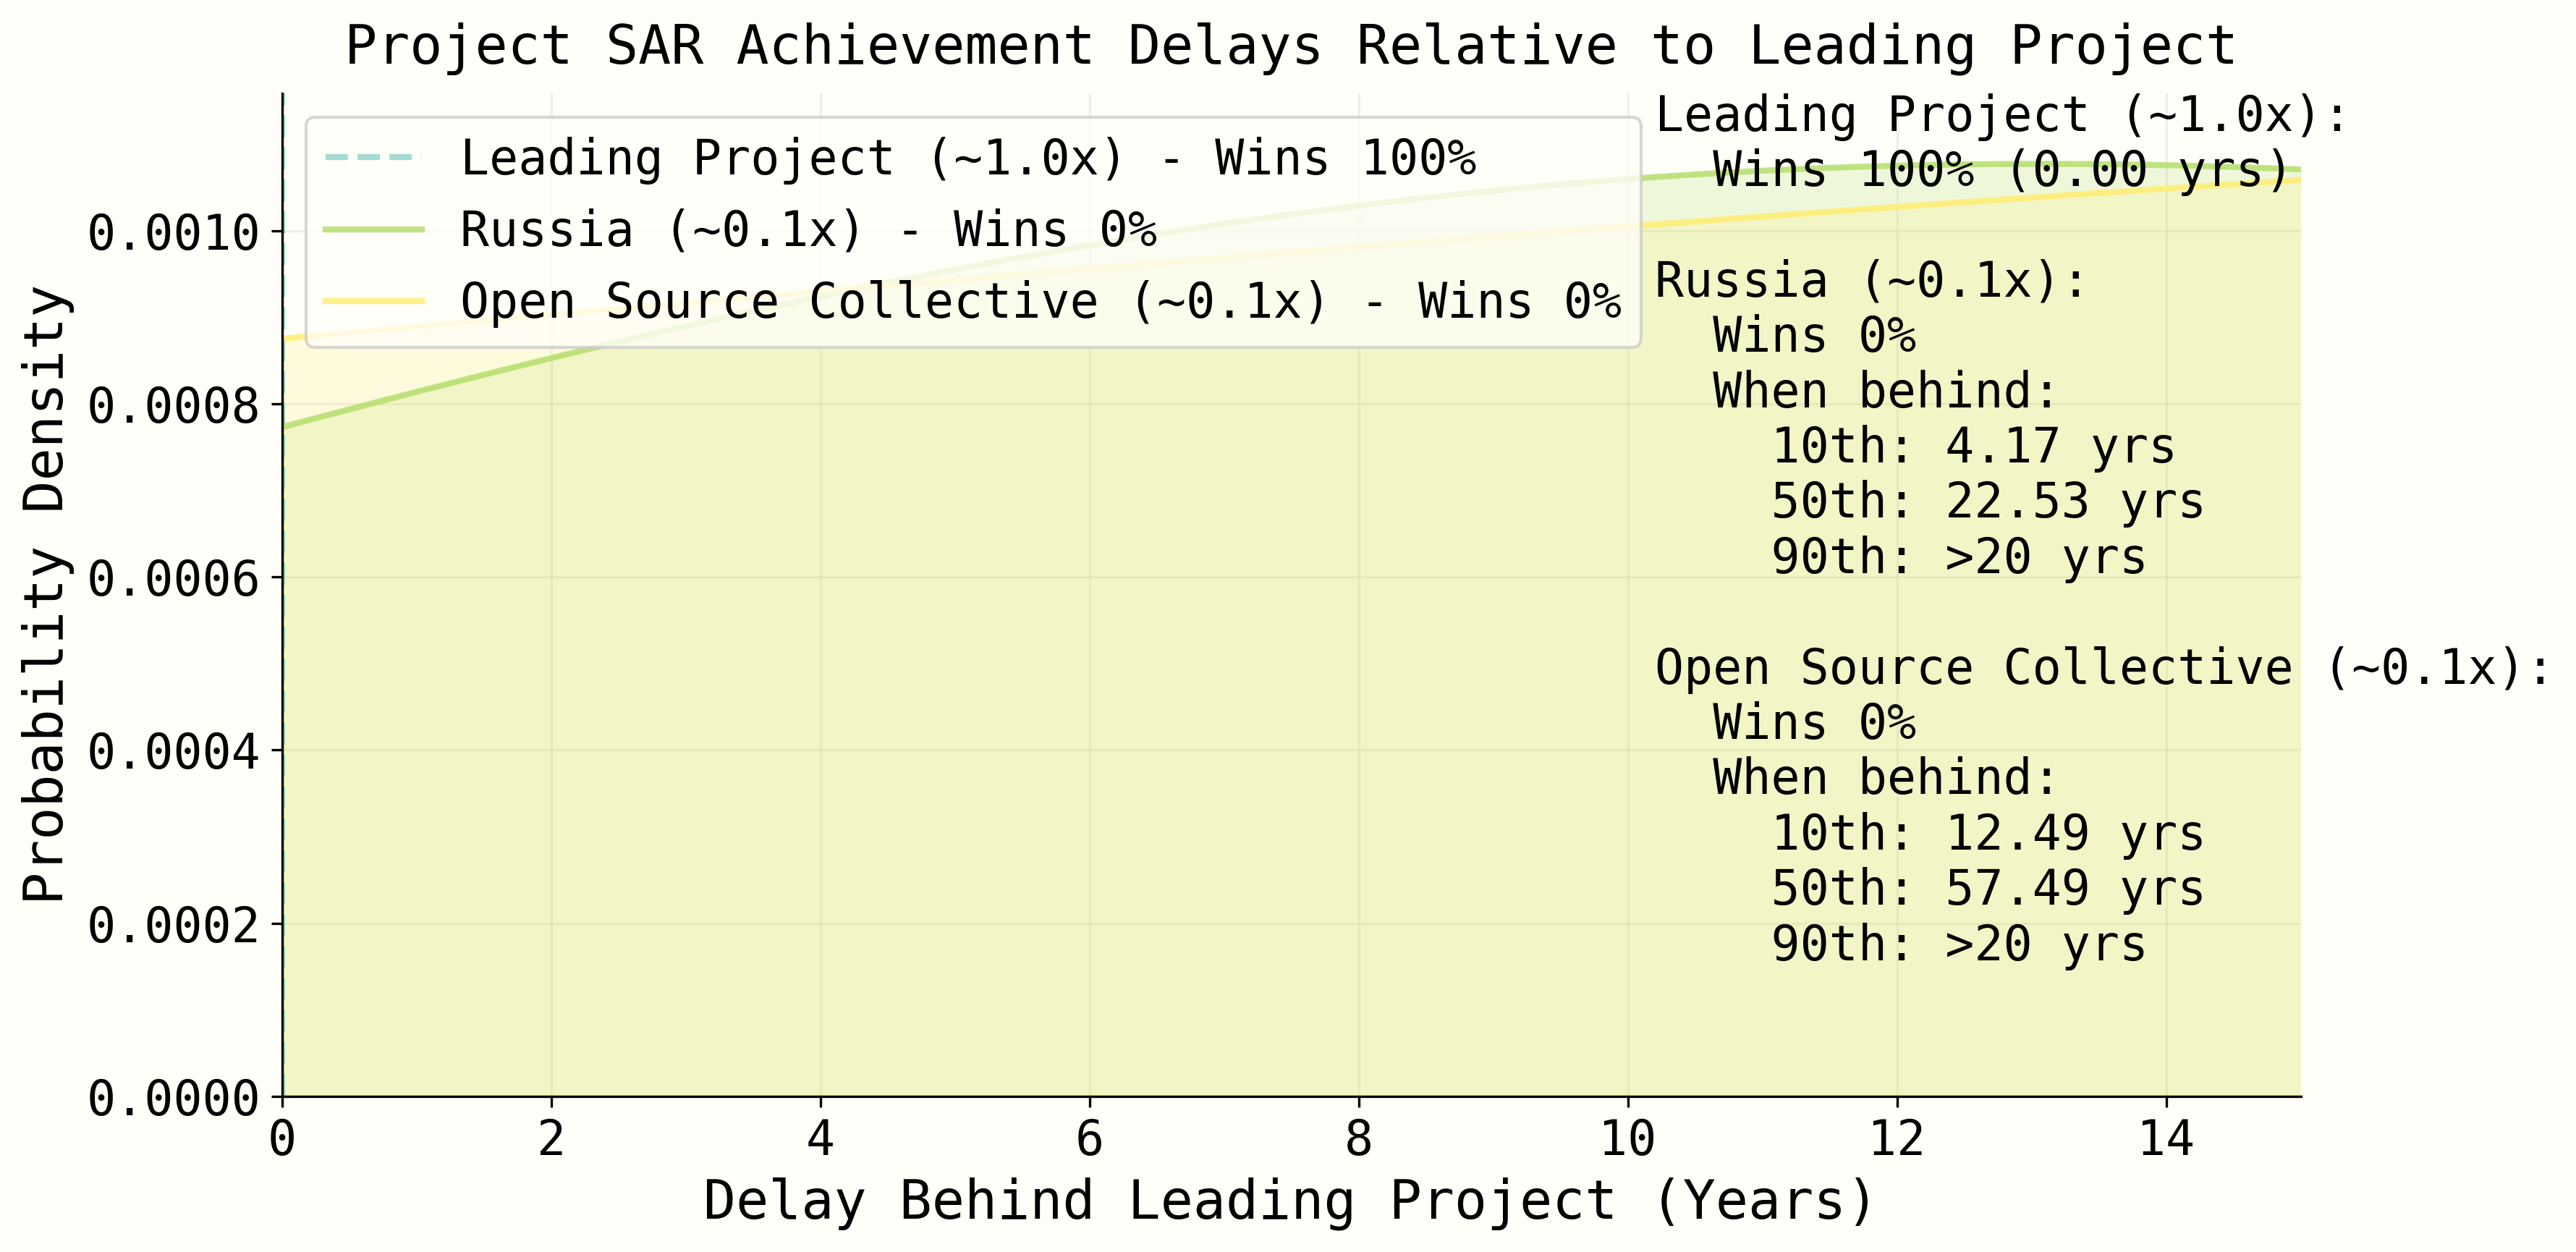 Project SAR Achievement Delays Relative to Leading Project
Leading Project (~1.0x) - Wins 100%
Russia (~0.1x) - Wins 0%
Open Source Collective (~0.1x) - Wins 0%
Leading Project (~1.0x):
Wins 100% (0.00 yrs)
Russia (~0.1x):
Wins 0%
When behind:
10th: 4.17 yrs
50th: 22.53 yrs
90th: >20 yrs
Open Source Collective (~0.1x):
Wins 0%
When behind:
10th: 12.49 yrs
50th: 57.49 yrs
90th: >20 yrs
Probability Density
0.0010
0.0008
0.0006
0.0004
0.0002
0.0000
0 2 4 6 8 10 12 14
Delay Behind Leading Project (Years)